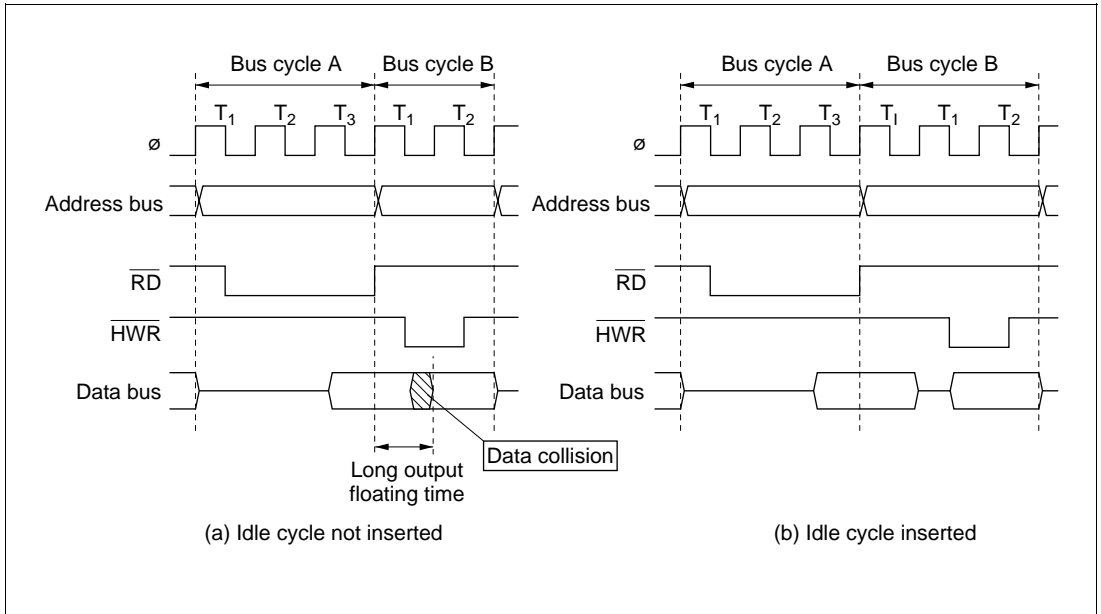 Bus cycle A Bus cycle B
T1 T2 T3 T1 T2
ø
Address bus
RD
HWR
Data bus
Data collision
Long output
floating time
(a) Idle cycle not inserted
Bus cycle A Bus cycle B
T1 T2 T3 TI T1 T2
ø
Address bus
RD
HWR
Data bus
(b) Idle cycle inserted